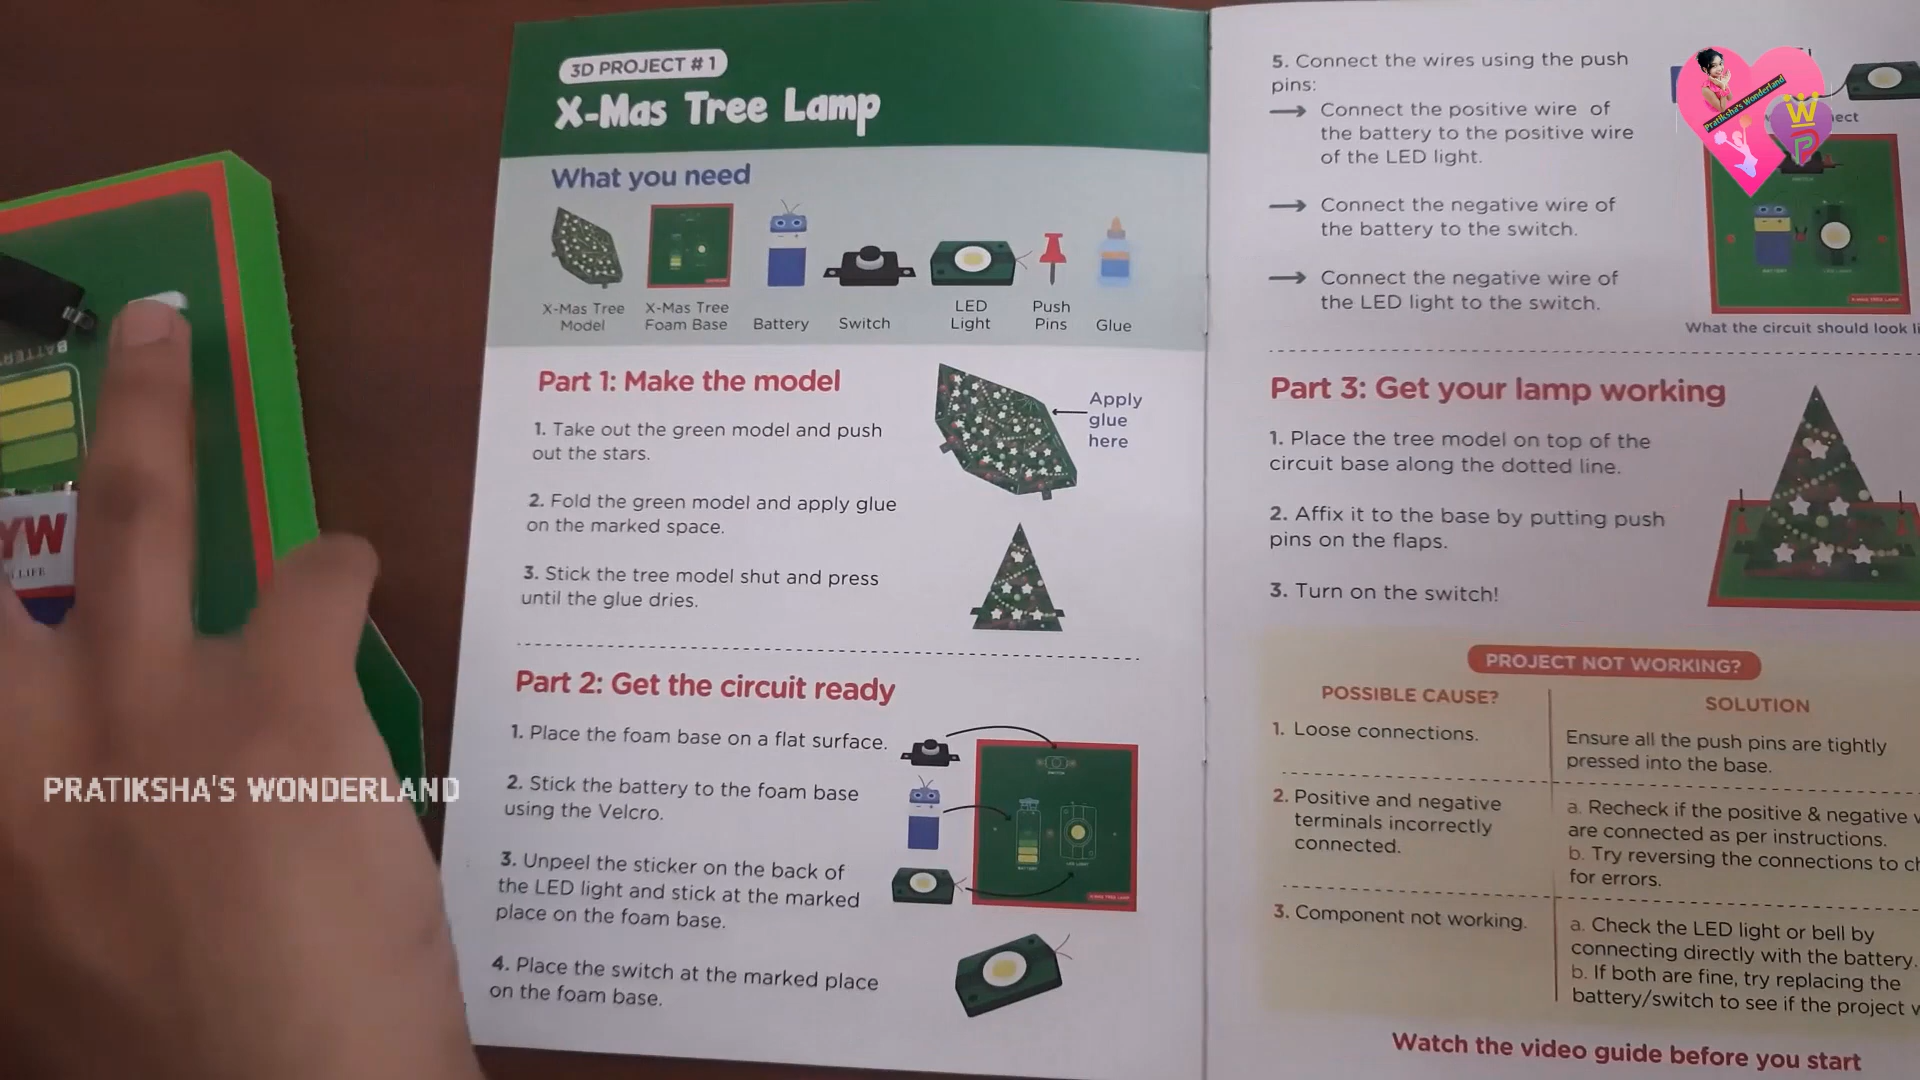 3D PROJECT # 1
X-Mas Tree Lamp
What you need
X-Mas Tree
Model
X-Mas Tree
Foam Base
Battery
Switch
LED
Light
Push
Pins
Glue
Part 1: Make the model
1. Take out the green model and push
out the stars.
2. Fold the green model and apply glue
on the marked space.
3. Stick the tree model shut and press
until the glue dries.
Apply
glue
here
Part 2: Get the circuit ready
1. Place the foam base on a flat surface.
2. Stick the battery to the foam base
using the Velcro.
3. Unpeel the sticker on the back of
the LED light and stick at the marked
place on the foam base.
4. Place the switch at the marked place
on the foam base.
5. Connect the wires using the push
pins:
Connect the positive wire of
the battery to the positive wire
of the LED light.
Connect the negative wire of
the battery to the switch.
Connect the negative wire of
the LED light to the switch.
What the circuit should look
Part 3: Get your lamp working
1. Place the tree model on top of the
circuit base along the dotted line.
2. Affix it to the base by putting push
pins on the flaps.
3. Turn on the switch!
PROJECT NOT WORKING?
POSSIBLE CAUSE?
SOLUTION
1. Loose connections.
Ensure all the push pins are tightly
pressed into the base.
2. Positive and negative
terminals incorrectly
connected.
a. Recheck if the positive & negative
are connected as per instructions.
b. Try reversing the connections to
for errors.
3. Component not working.
a. Check the LED light or bell by
connecting directly with the battery.
b. If both are fine, try replacing the
battery/switch to see if the project
Watch the video guide before you start
YW
LIFE
Pratiksha's Wonderland
W
P
PRATIKSHA'S WONDERLAND